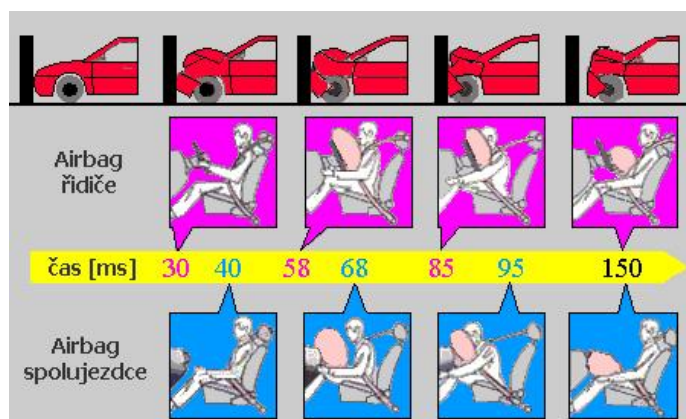 Airbag
řidiče
čas [ms] 30 40 58 68 85 95 150
Airbag
spolujezdce